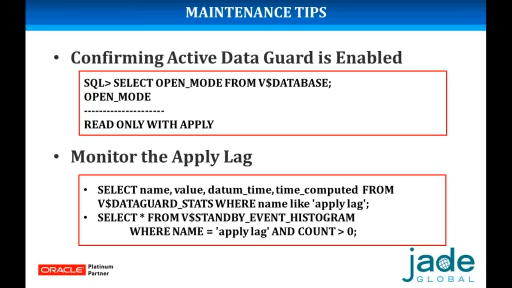 MAINTENANCE TIPS
• Confirming Active Data Guard is Enabled
SQL> SELECT OPEN_MODE FROM V$DATABASE;
OPEN_MODE
---------------------
READ ONLY WITH APPLY
• Monitor the Apply Lag
• SELECT name, value, datum_time, time_computed FROM
V$DATAGUARD_STATS WHERE name like 'apply lag';
• SELECT * FROM V$STANDBY_EVENT_HISTOGRAM
WHERE NAME = 'apply lag' AND COUNT > 0;
ORACLE Platinum
Partner
jade
GLOBAL